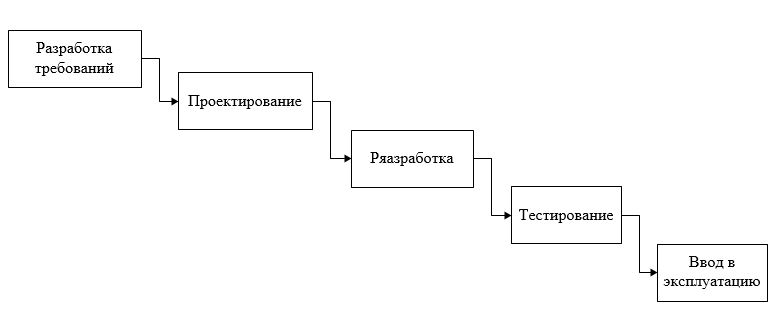 Разработка
требований
Проектирование
Ряазработка
Тестирование
Ввод в
эксплуатацию